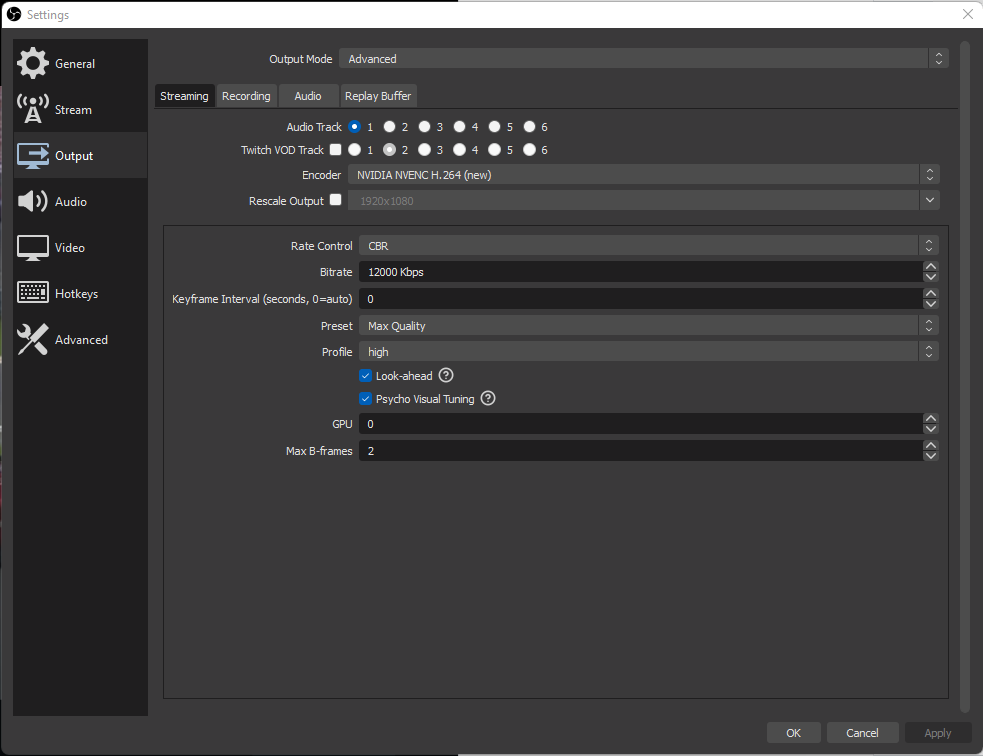 Settings
General
Stream
Output
Audio
Video
Hotkeys
Advanced
Output Mode Advanced
Streaming Recording Audio Replay Buffer
Audio Track 1 2 3 4 5 6
Twitch VOD Track 1 2 3 4 5 6
Encoder NVIDIA NVENC H.264 (new)
Rescale Output 1920x1080
Rate Control CBR
Bitrate 12000 Kbps
Keyframe Interval (seconds, 0=auto) 0
Preset Max Quality
Profile high
Look-ahead ?
Psycho Visual Tuning ?
GPU 0
Max B-frames 2
OK Cancel Apply